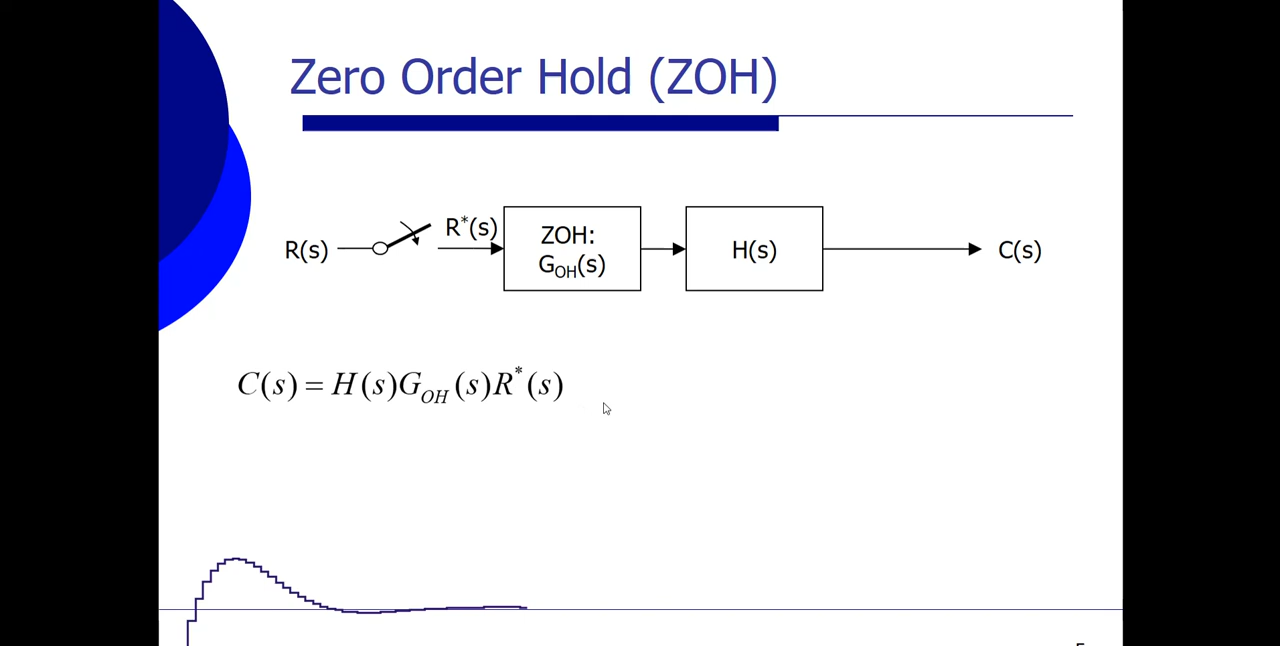 Zero Order Hold (ZOH)
R(s)
R*(s)
ZOH:
G_OH(s)
H(s)
C(s)
C(s) = H(s)G_OH(s)R*(s)